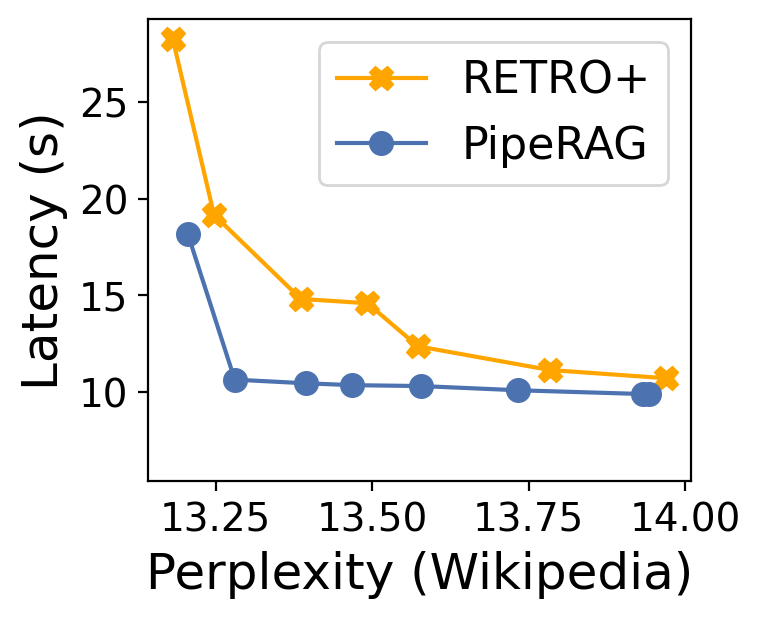 RETRO+
PipeRAG
Latency (s)
25
20
15
10
13.25 13.50 13.75 14.00
Perplexity (Wikipedia)